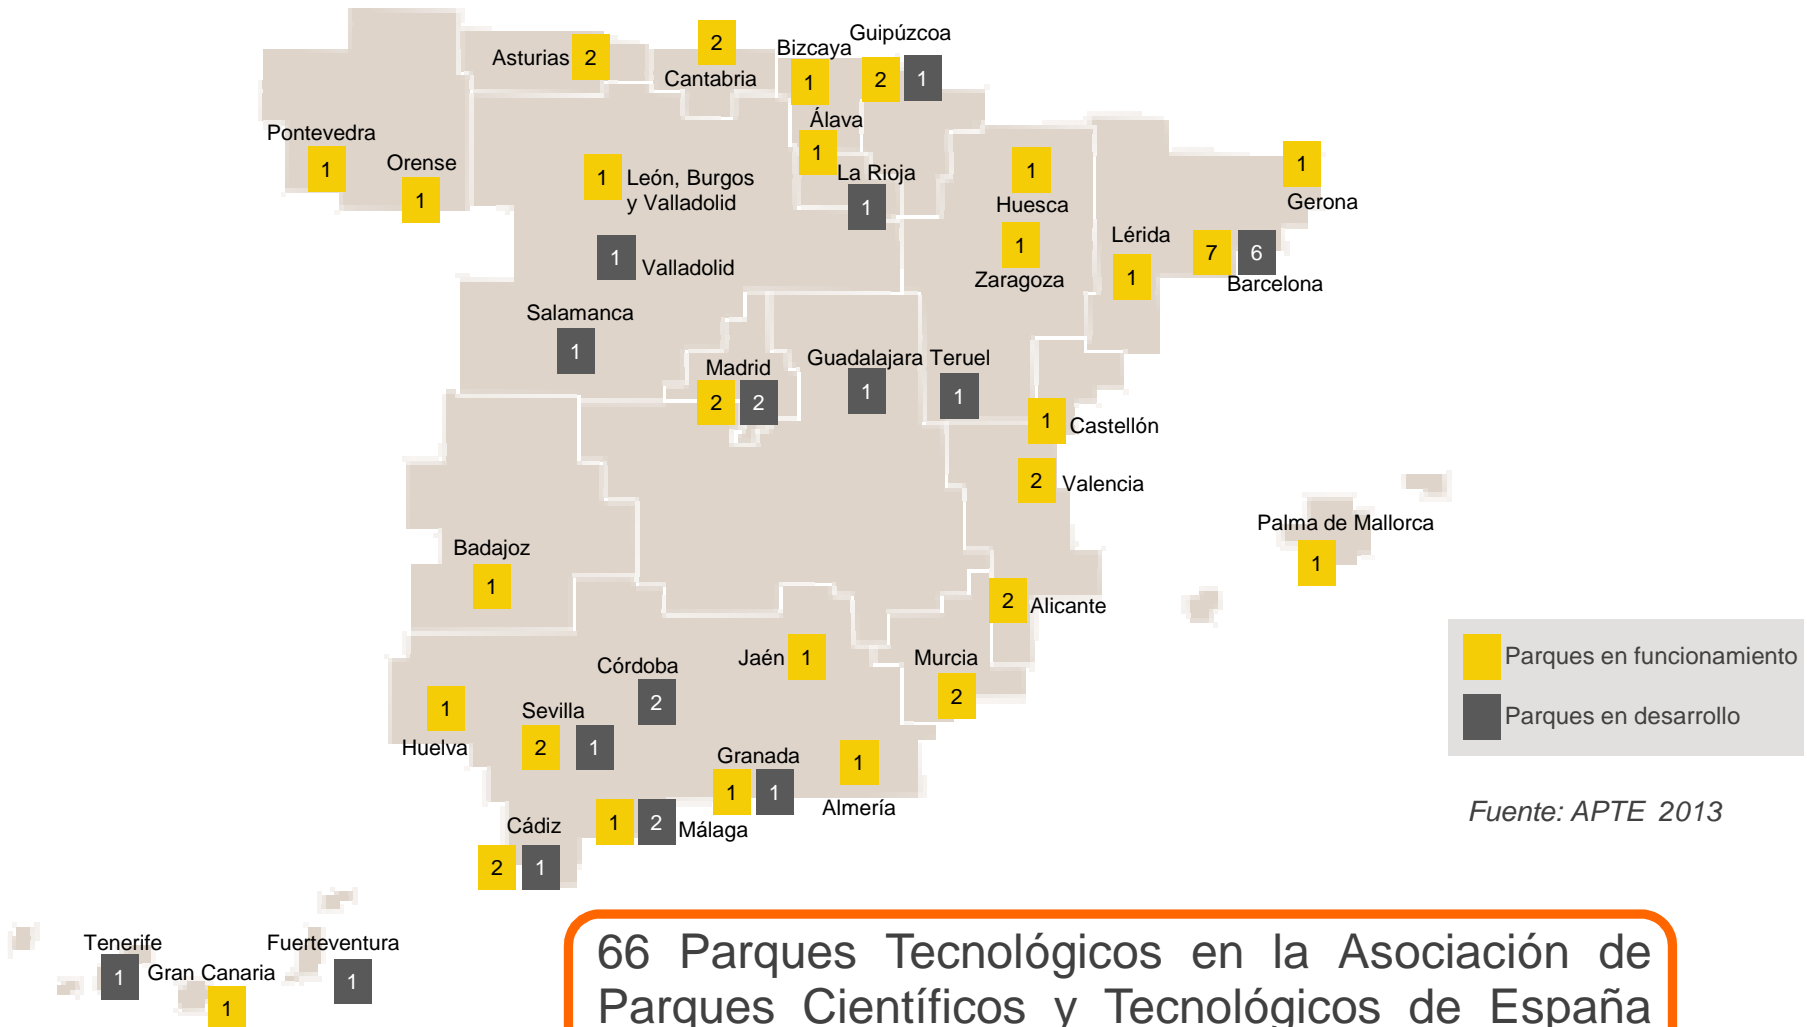 Guipúzcoa
Asturias 2
2
Cantabria
Bizcaya
1
2 1
Álava
1
Pontevedra
1
Orense
1
1 León, Burgos
y Valladolid
La Rioja
1
1
Huesca
1
Zaragoza
1
Gerona
Lérida
1
7 6
Barcelona
1 Valladolid
Salamanca
1
Madrid
2 2
Guadalajara
1
Teruel
1
1 Castellón
2 Valencia
Palma de Mallorca
1
Badajoz
1
2 Alicante
Jaén 1
Murcia
2
Córdoba
2
1
Huelva
Sevilla
2 1
Granada
1 1
1
Almería
1 2 Málaga
Cádiz
2 1
Parques en funcionamiento
Parques en desarrollo
Fuente: APTE 2013
Tenerife
1
Gran Canaria
1
Fuerteventura
1
66 Parques Tecnológicos en la Asociación de
Parques Científicos y Tecnológicos de España